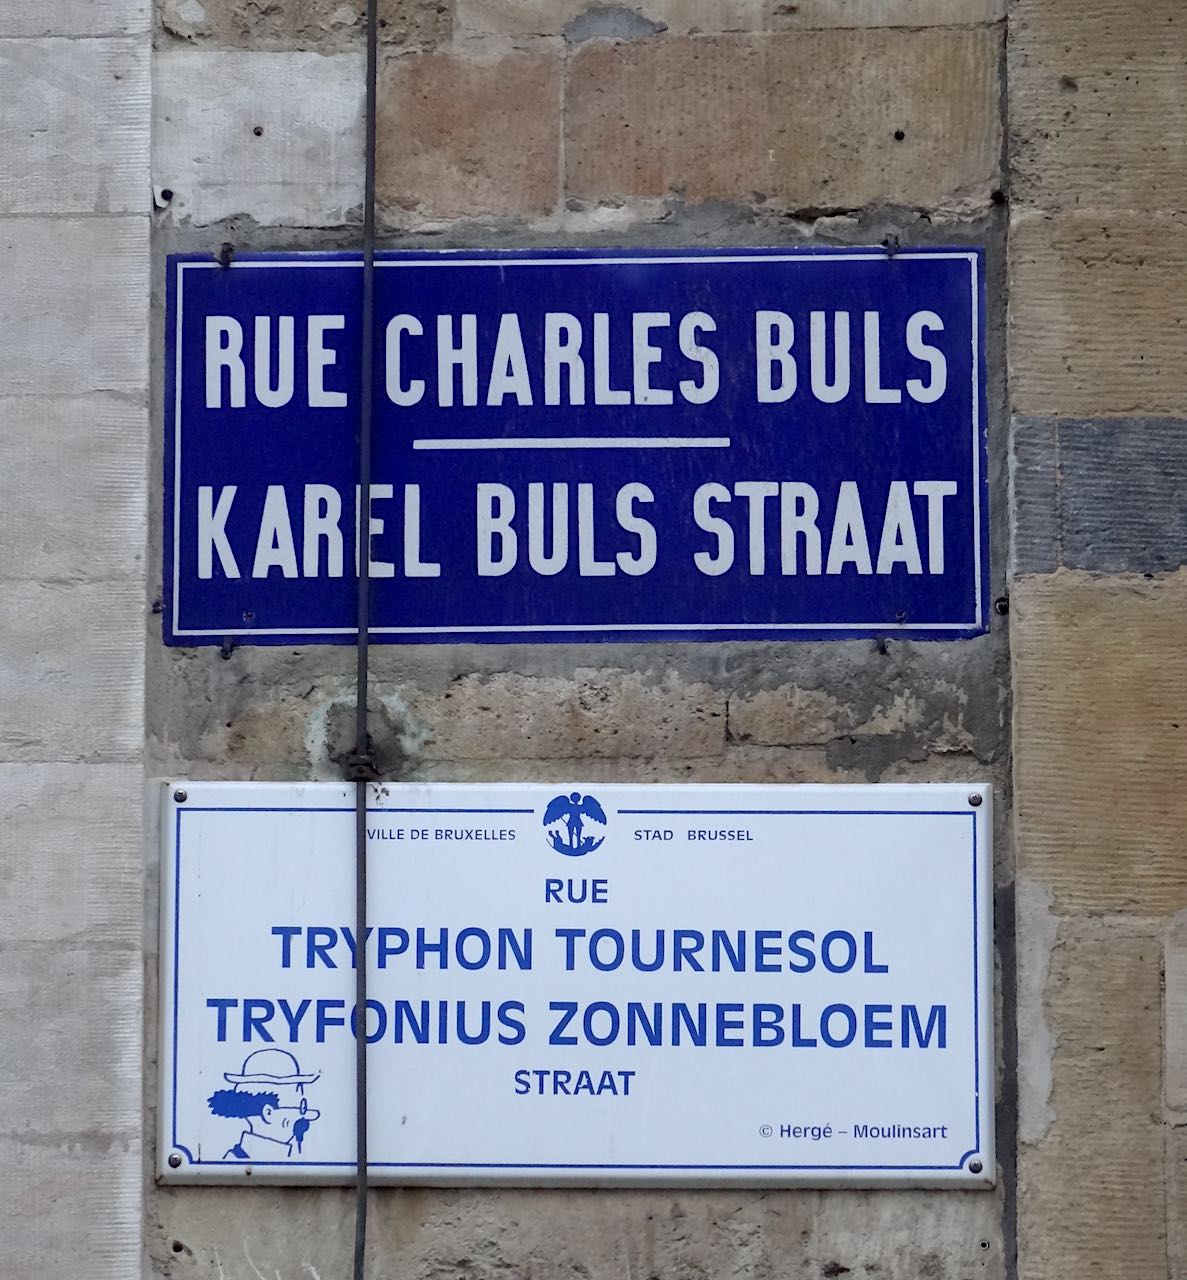 RUE CHARLES BULS
KAREL BULS STRAAT
VILLE DE BRUXELLES STAD BRUSSEL
RUE
TRYPHON TOURNESOL
TRYFONIUS ZONNEBLOEM
STRAAT
© Hergé – Moulinsart